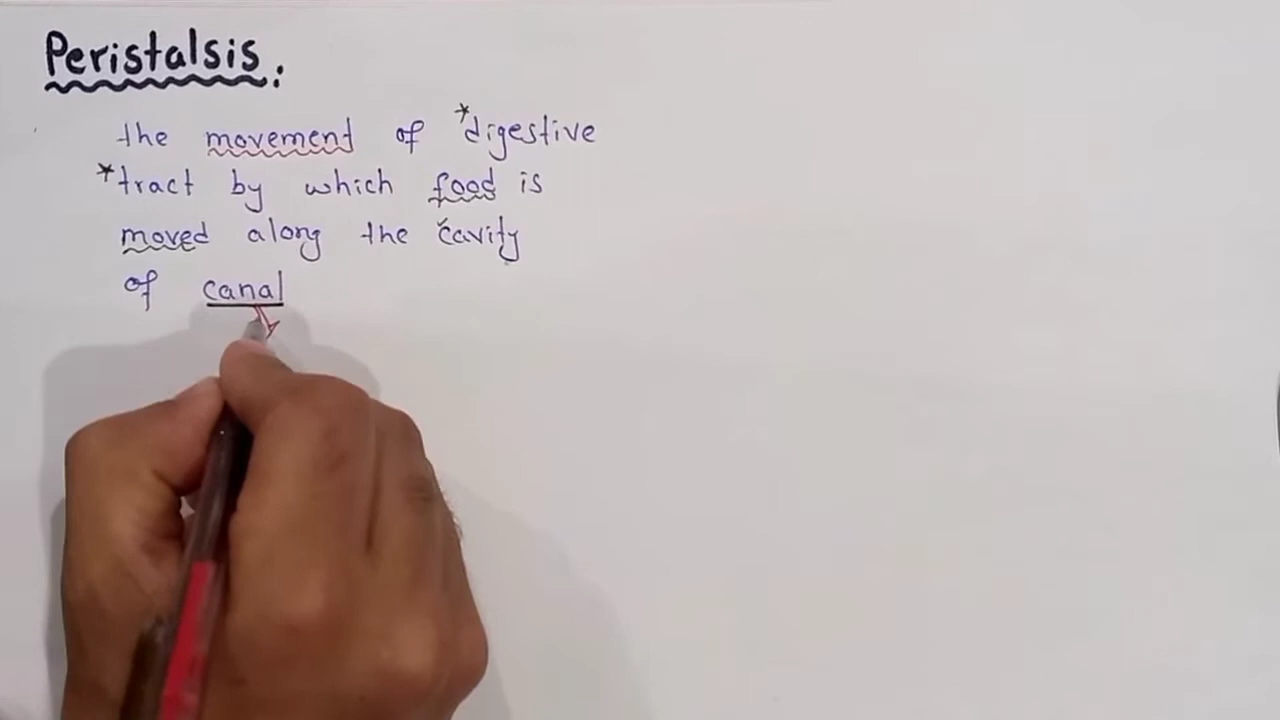 Peristalsis.
the movement of *digestive
*tract by which food is
moved along the cavity
of canal